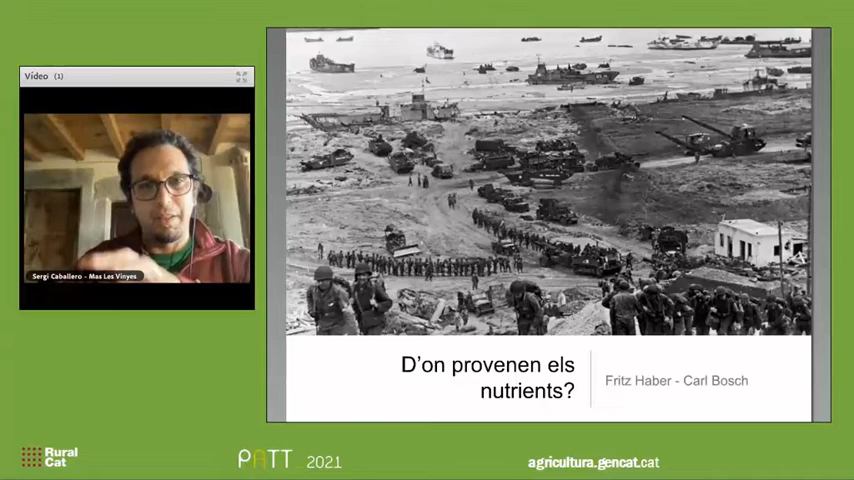 Vídeo (1)
Sergi Caballero - Mas Les Vinyes
D'on provenen els
nutrients?
Fritz Haber - Carl Bosch
Rural
Cat
PATT 2021
agricultura.gencat.cat